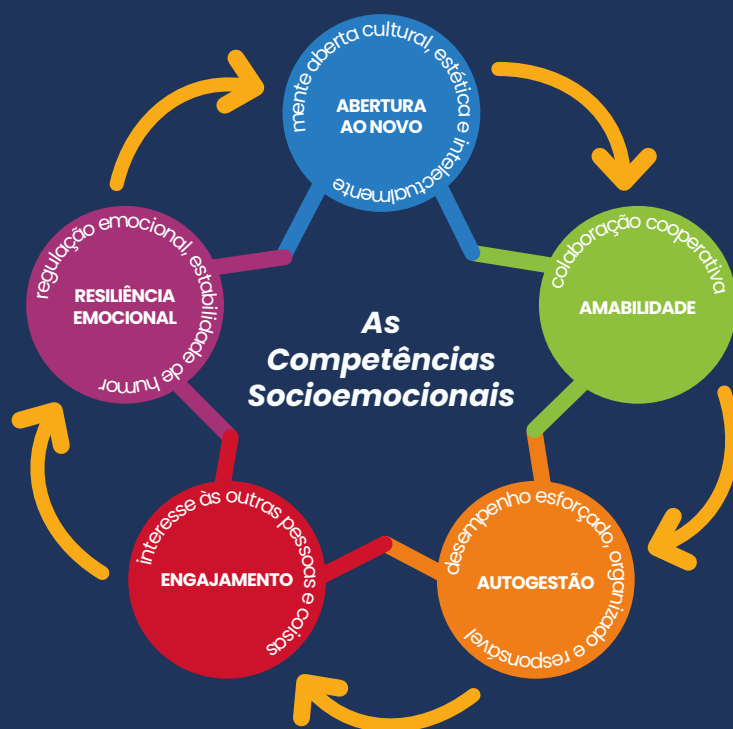 mente aberta cultural, estética e intelectualmente
ABERTURA
AO NOVO
colaboração cooperativa
AMABILIDADE
desempenho esforçado, organizado e responsável
AUTOGESTÃO
interesse às outras pessoas e coisas
ENGAJAMENTO
regulação emocional, estabilidade de humor
RESILIÊNCIA
EMOCIONAL
As
Competências
Socioemocionais